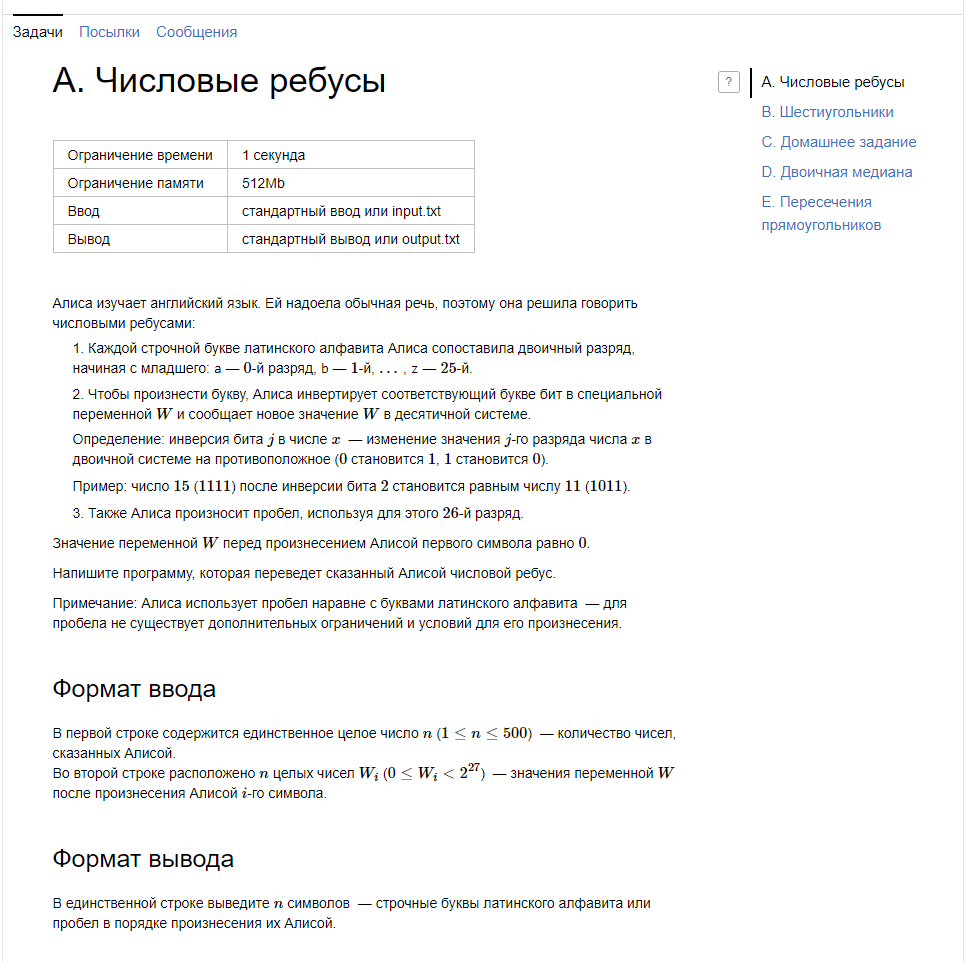 Задачи Посылки Сообщения
A. Числовые ребусы
Ограничение времени 1 секунда
Ограничение памяти 512Mb
Ввод стандартный ввод или input.txt
Вывод стандартный вывод или output.txt
Алиса изучает английский язык. Ей надоела обычная речь, поэтому она решила говорить
числовыми ребусами:
1. Каждой строчной букве латинского алфавита Алиса сопоставила двоичный разряд,
начиная с младшего: a — 0-й разряд, b — 1-й, … , z — 25-й.
2. Чтобы произнести букву, Алиса инвертирует соответствующий букве бит в специальной
переменной W и сообщает новое значение W в десятичной системе.
Определение: инверсия бита j в числе x — изменение значения j-го разряда числа x в
двоичной системе на противоположное (0 становится 1, 1 становится 0).
Пример: число 15 (1111) после инверсии бита 2 становится равным числу 11 (1011).
3. Также Алиса произносит пробел, используя для этого 26-й разряд.
Значение переменной W перед произнесением Алисой первого символа равно 0.
Напишите программу, которая переведет сказанный Алисой числовой ребус.
Примечание: Алиса использует пробел наравне с буквами латинского алфавита — для
пробела не существует дополнительных ограничений и условий для его произнесения.
Формат ввода
В первой строке содержится единственное целое число n (1 ≤ n ≤ 500) — количество чисел,
сказанных Алисой.
Во второй строке расположено n целых чисел Wᵢ (0 ≤ Wᵢ < 2²⁷) — значения переменной W
после произнесения Алисой i-го символа.
Формат вывода
В единственной строке выведите n символов — строчные буквы латинского алфавита или
пробел в порядке произнесения их Алисой.
?
A. Числовые ребусы
B. Шестиугольники
C. Домашнее задание
D. Двоичная медиана
E. Пересечения
прямоугольников